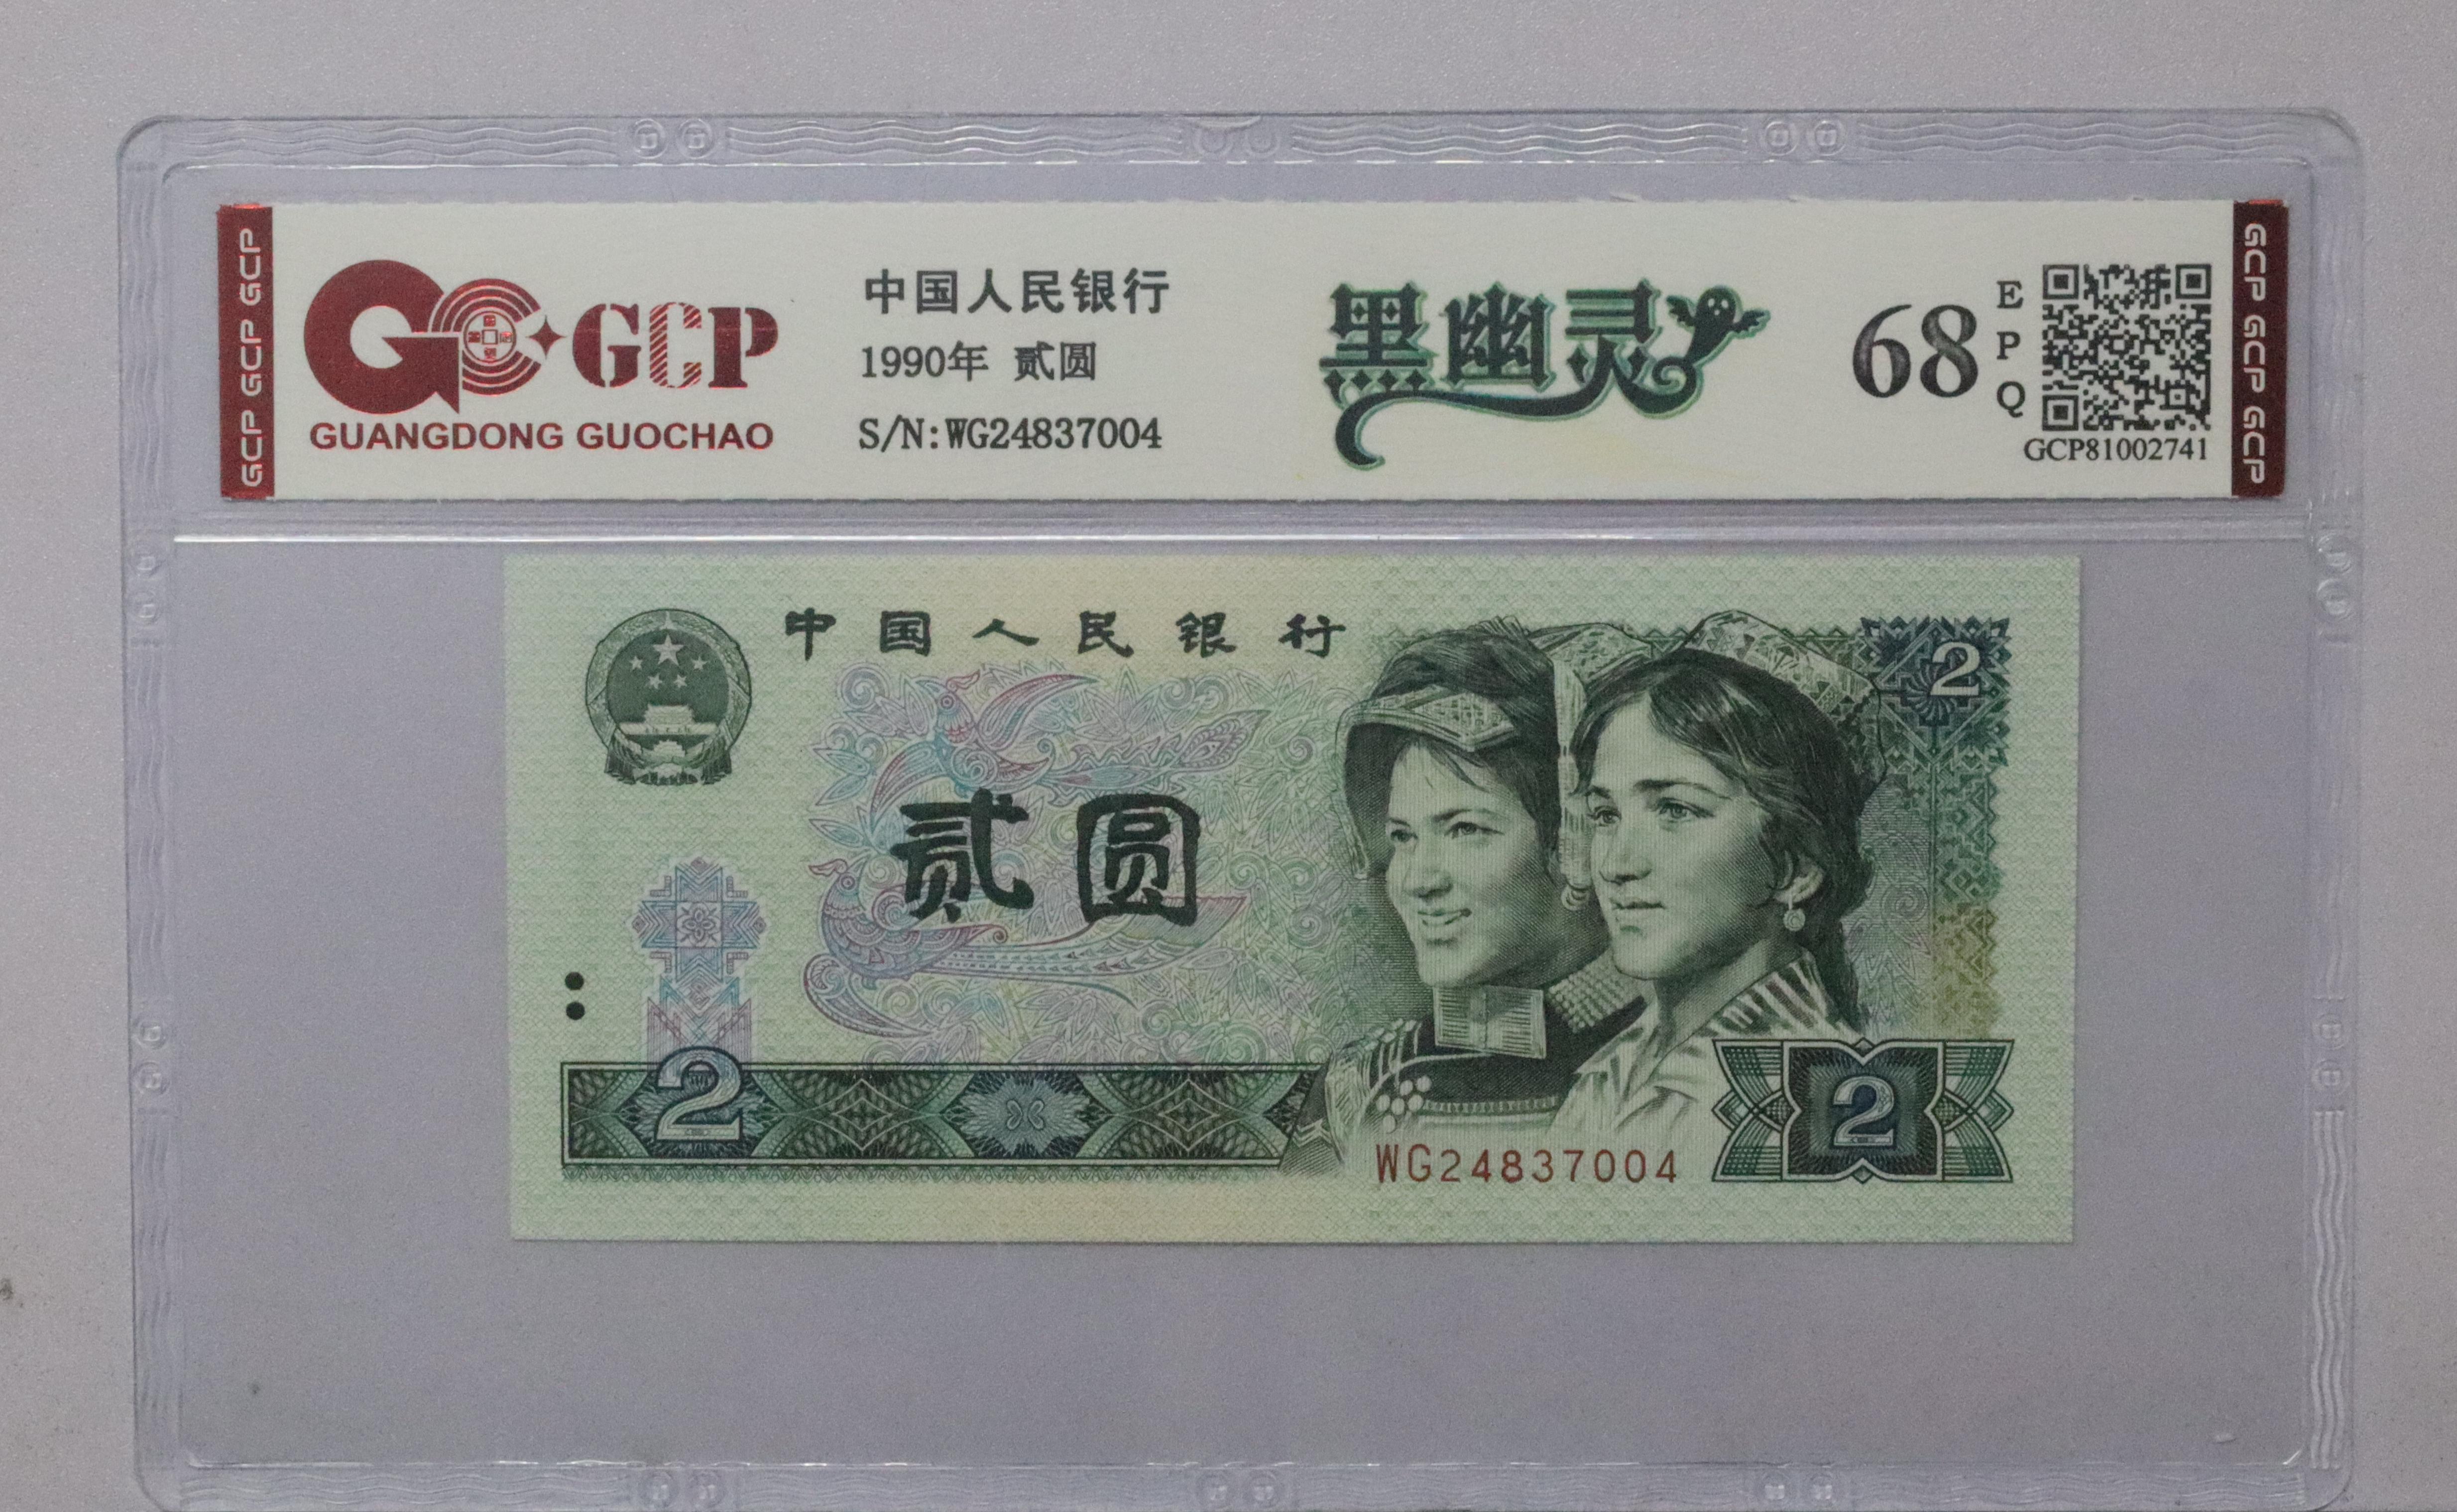 GCP GCP GCP
GCP
GUANGDONG GUOCHAO
中国人民银行
1990年 贰圆
S/N:WG24837004
黑幽灵
68
E
P
Q
GCP81002741
GCP GCP GCP
中国人民银行
2
贰圆
2
2
WG24837004